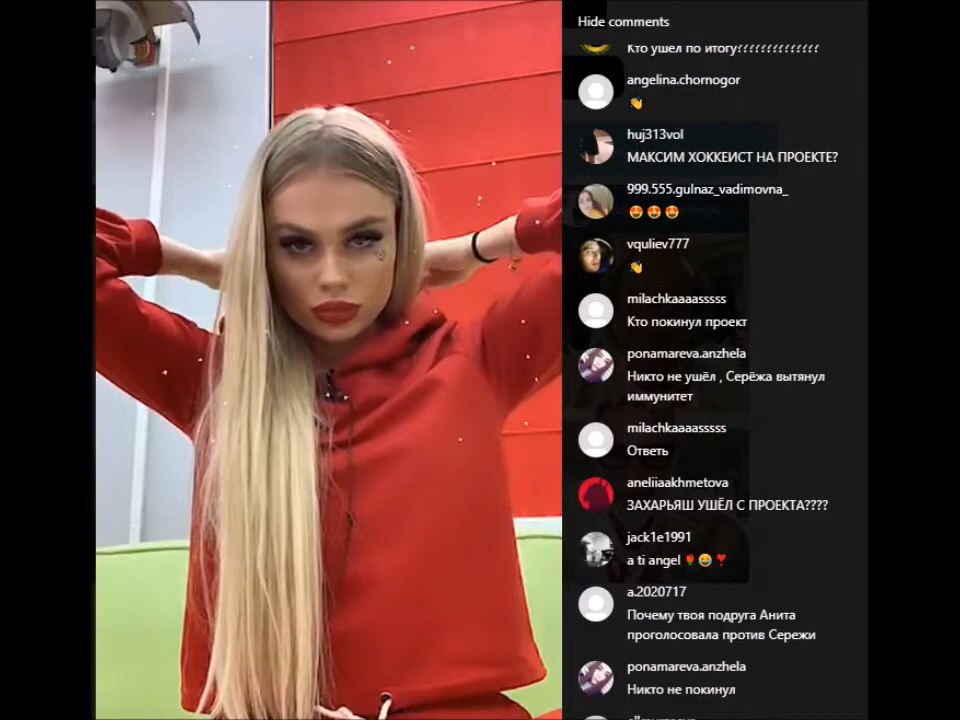 Hide comments
Кто ушел по итогу??????????????
angelina.chornogor
huj313vol
МАКСИМ ХОККЕИСТ НА ПРОЕКТЕ?
999.555.gulnaz_vadimovna_
vquliev777
milachkaaaasssss
Кто покинул проект
ponamareva.anzhela
Никто не ушёл , Серёжа вытянул
иммунитет
milachkaaaasssss
Ответь
aneliiaakhmetova
ЗАХАРЬЯШ УШЁЛ С ПРОЕКТА????
jack1e1991
a ti angel 🌹😂❣️
a.2020717
Почему твоя подруга Анита
проголосовала против Сережи
ponamareva.anzhela
Никто не покинул